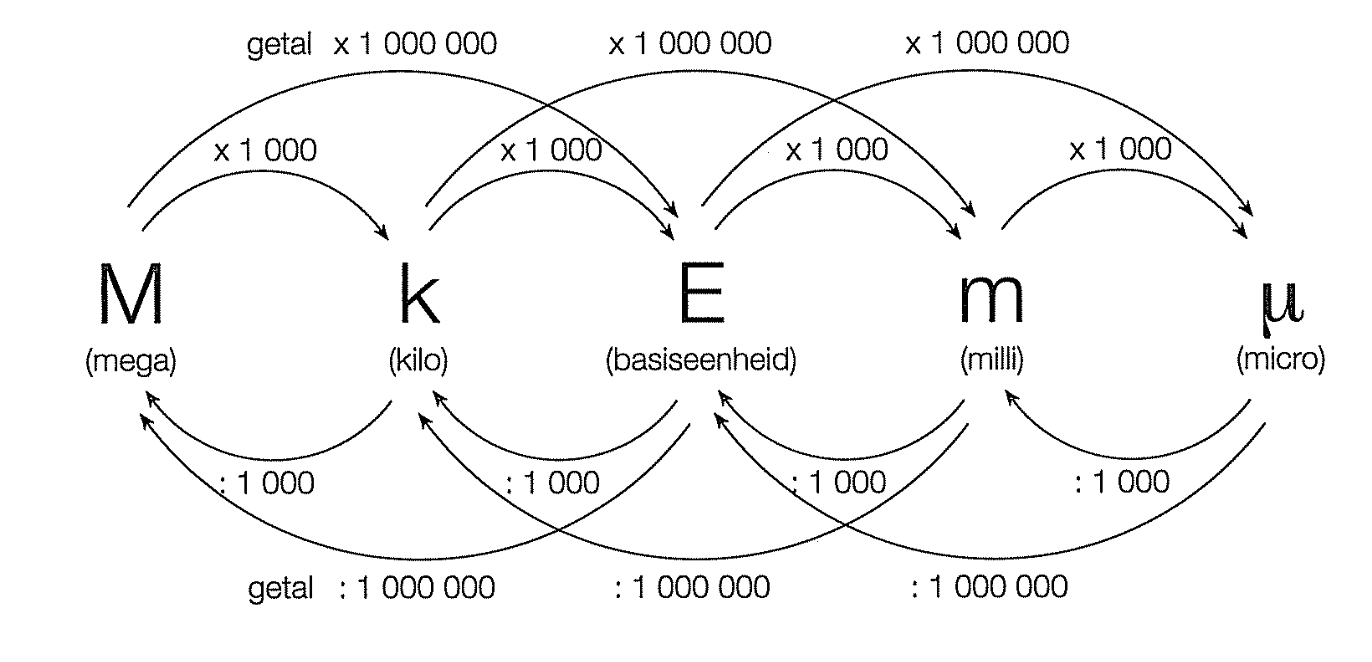 getal x 1 000 000 x 1 000 000 x 1 000 000
x 1 000 x 1 000 x 1 000 x 1 000
M k E m µ
(mega) (kilo) (basiseenheid) (milli) (micro)
: 1 000 : 1 000 : 1 000 : 1 000
getal : 1 000 000 : 1 000 000 : 1 000 000